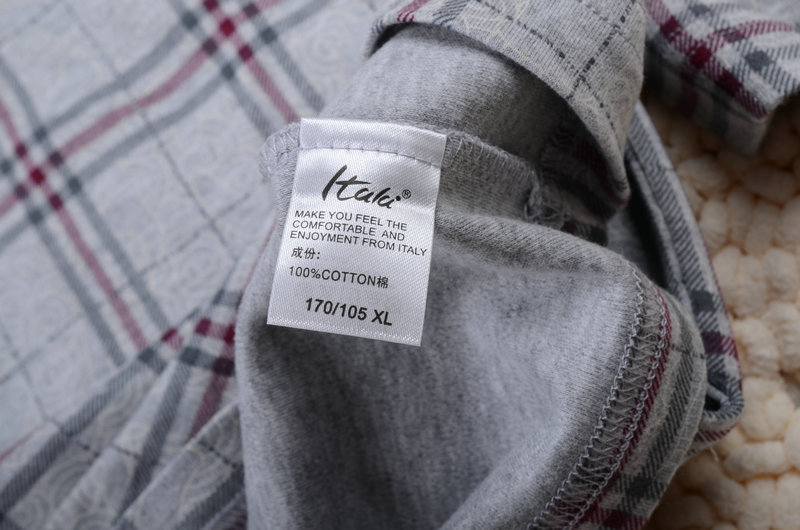 Itaki®
MAKE YOU FEEL THE
COMFORTABLE AND
ENJOYMENT FROM ITALY
成份:
100%COTTON棉
170/105 XL